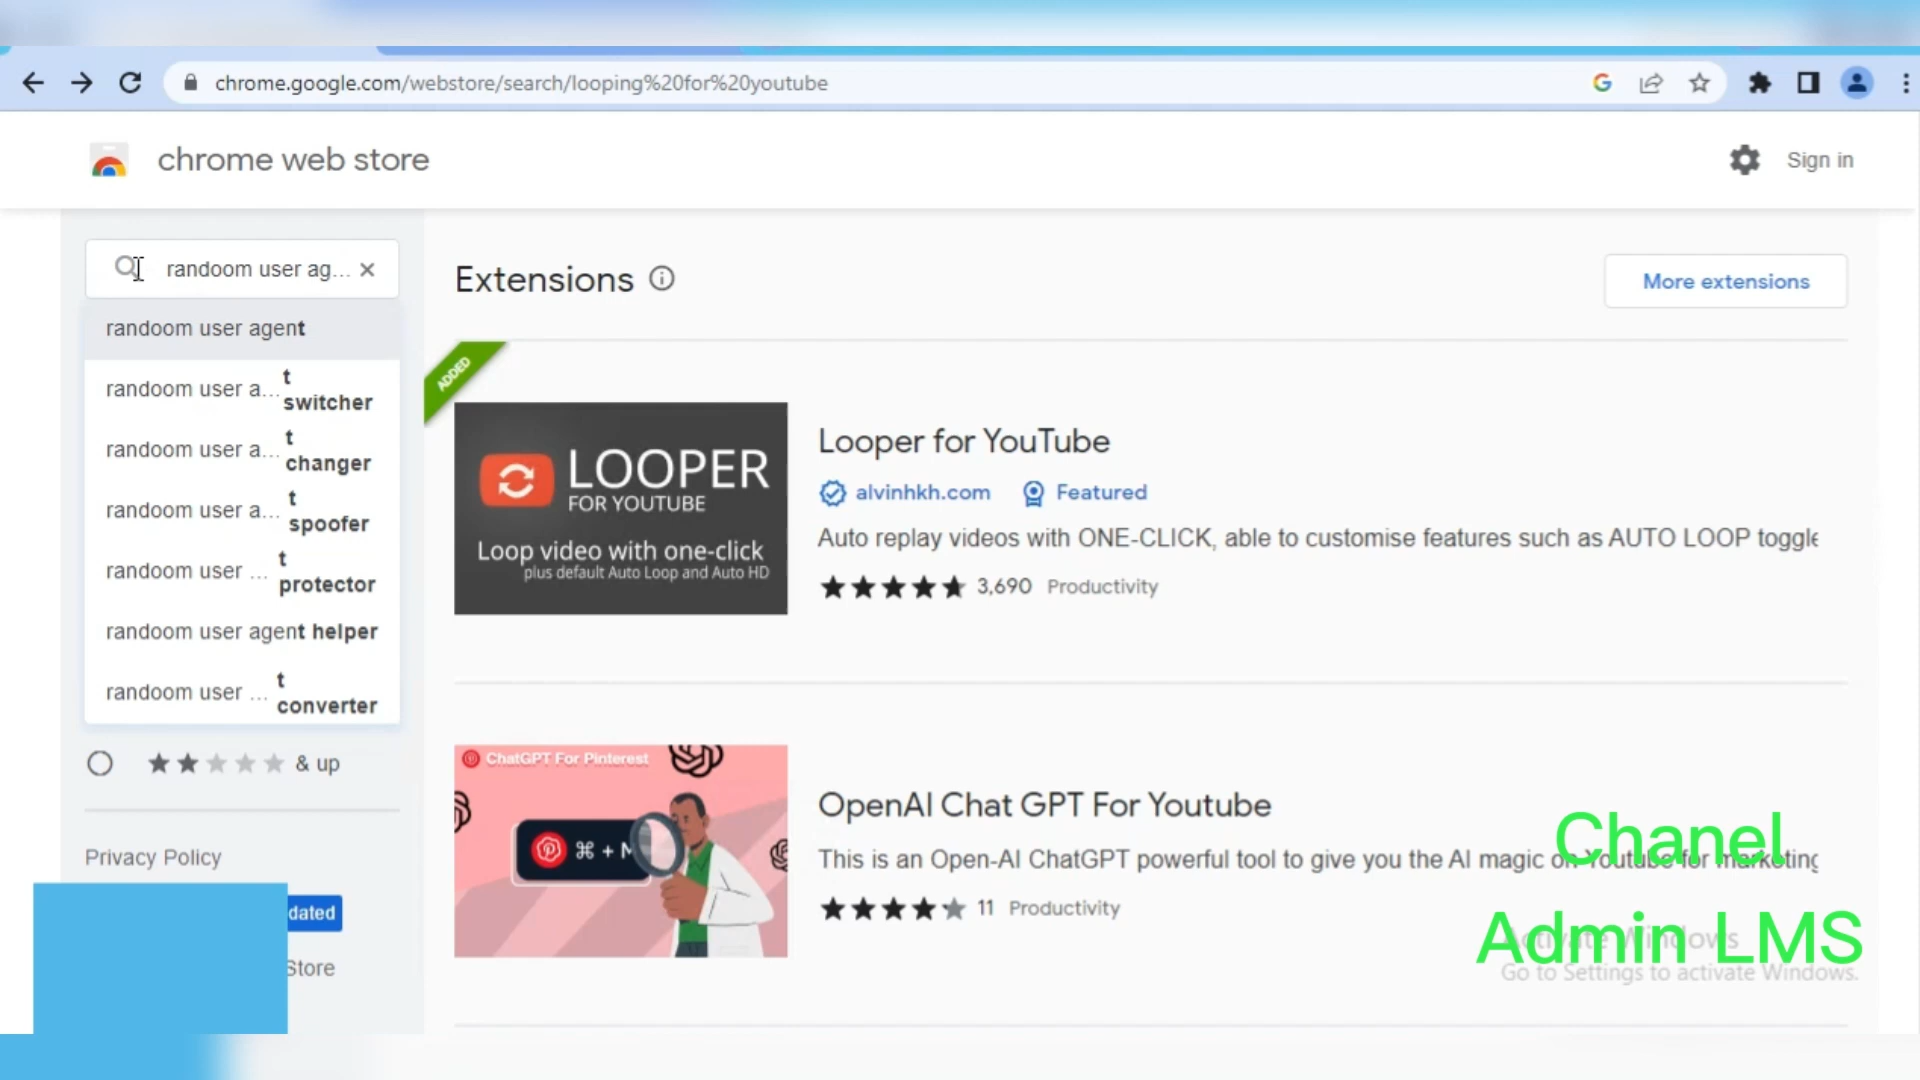 chrome.google.com/webstore/search/looping%20for%20youtube
chrome web store
Sign in
randoom user ag...
randoom user agent
randoom user a... t
switcher
randoom user a... t
changer
randoom user a... t
spoofer
randoom user ... t
protector
randoom user agent helper
randoom user ... t
converter
& up
Privacy Policy
dated
Store
Extensions
More extensions
ADDED
LOOPER
FOR YOUTUBE
Loop video with one-click
plus default Auto Loop and Auto HD
Looper for YouTube
alvinhkh.com Featured
Auto replay videos with ONE-CLICK, able to customise features such as AUTO LOOP toggle
3,690 Productivity
ChatGPT For Pinterest
⌘ + M
OpenAI Chat GPT For Youtube
This is an Open-AI ChatGPT powerful tool to give you the AI magic on Youtube for marketing
11 Productivity
Chanel
Admin LMS
Activate Windows
Go to Settings to activate Windows.